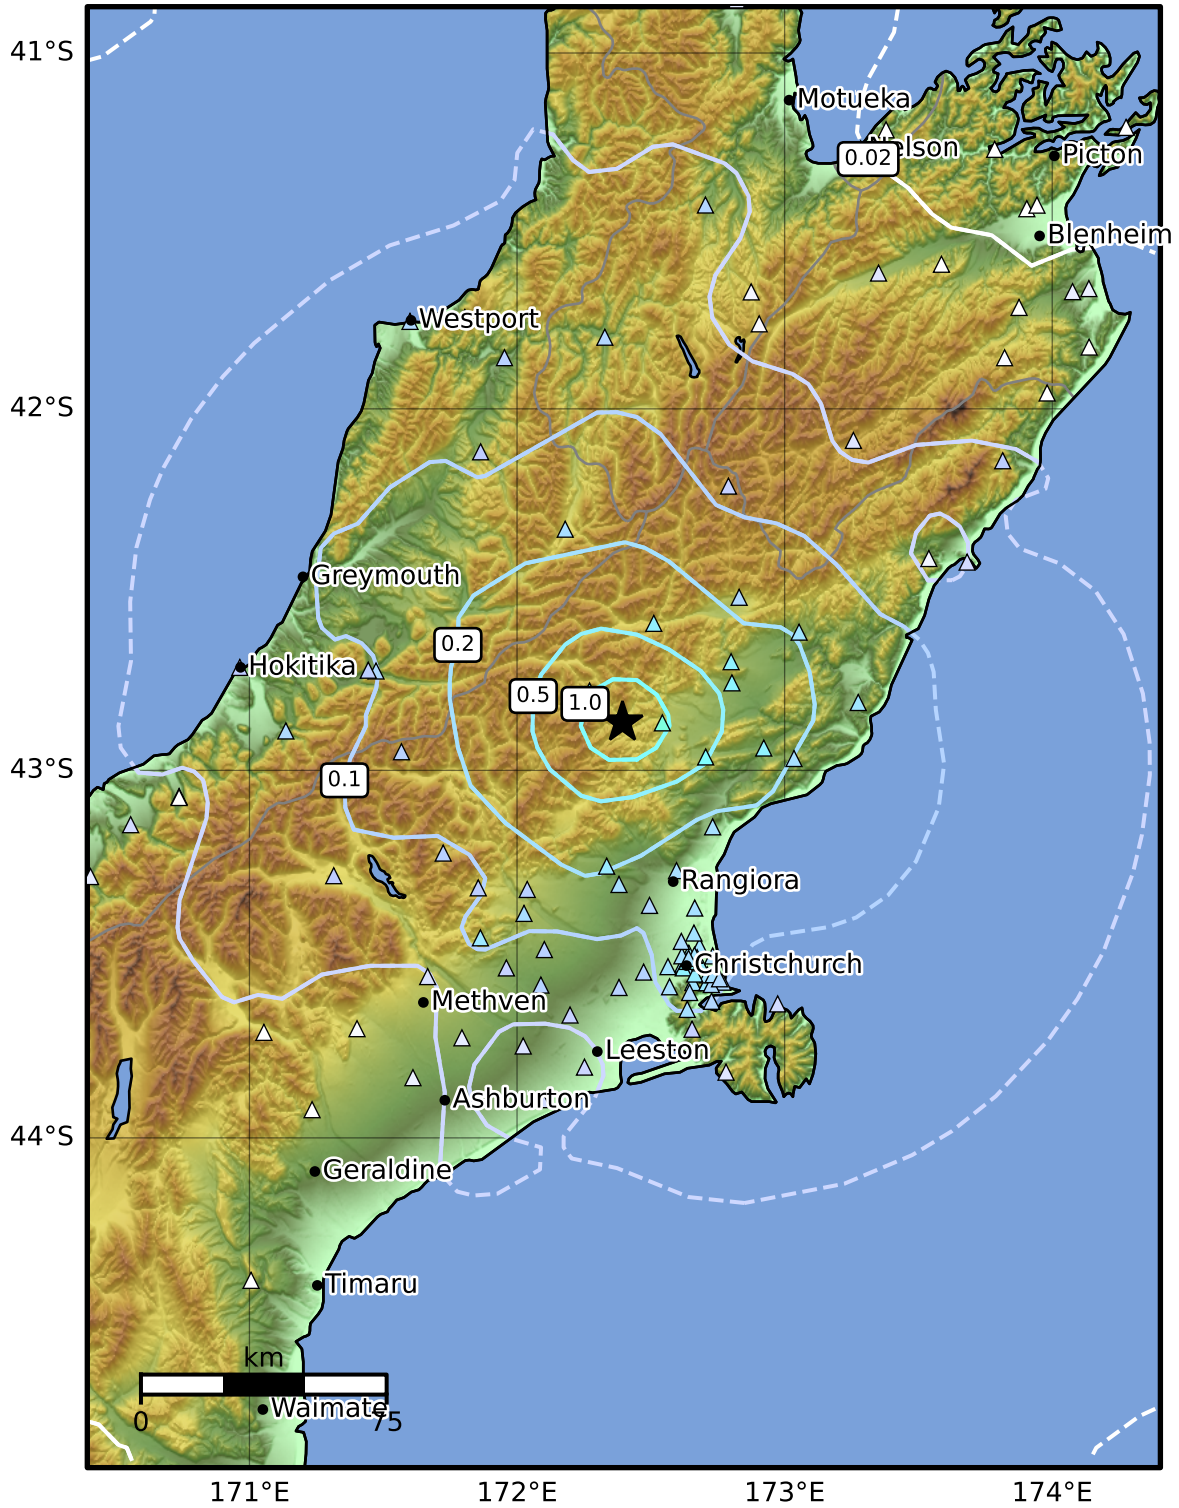 41°S
Motueka
Nelson
0.02
Picton
Blenheim
Westport
42°S
Greymouth
0.2
Hokitika
0.5
1.0
43°S
0.1
Rangiora
Christchurch
Methven
Leeston
Ashburton
44°S
Geraldine
Timaru
km
Waimate
0
75
171°E
172°E
173°E
174°E